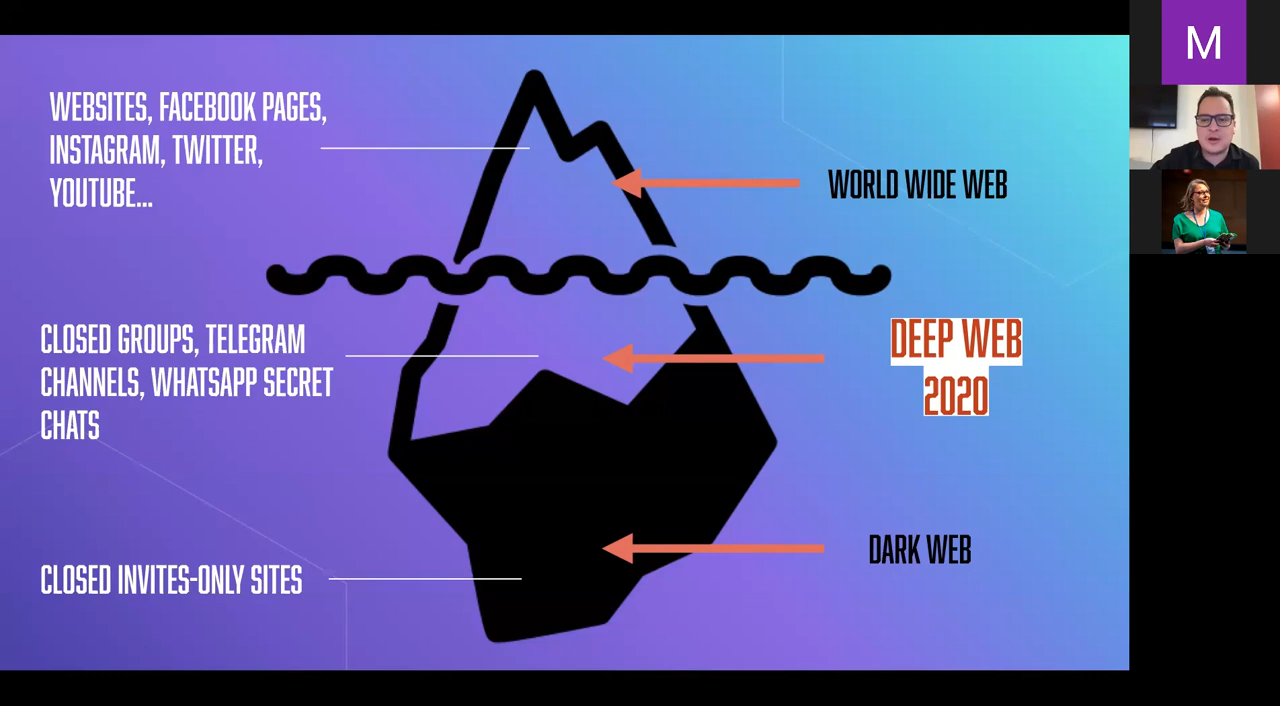 WEBSITES, FACEBOOK PAGES,
INSTAGRAM, TWITTER,
YOUTUBE...
WORLD WIDE WEB
CLOSED GROUPS, TELEGRAM
CHANNELS, WHATSAPP SECRET
CHATS
DEEP WEB
2020
CLOSED INVITES-ONLY SITES
DARK WEB
M